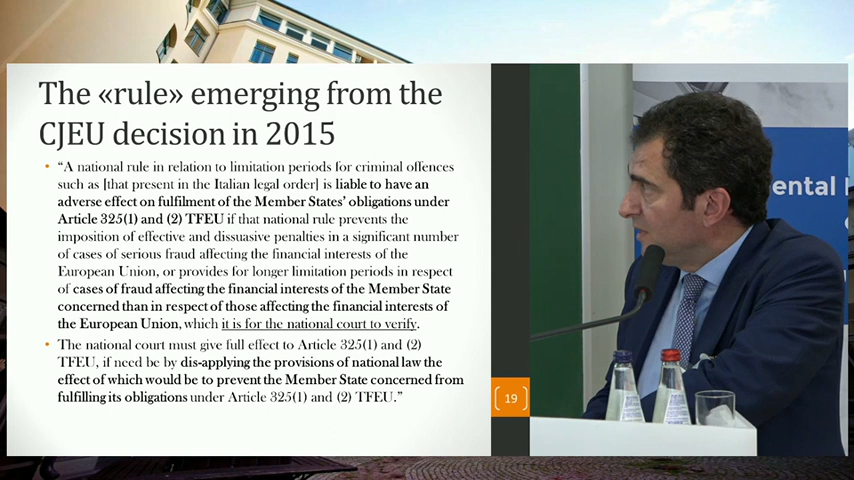 The «rule» emerging from the
CJEU decision in 2015
• “A national rule in relation to limitation periods for criminal offences
such as [that present in the Italian legal order] is liable to have an
adverse effect on fulfilment of the Member States’ obligations under
Article 325(1) and (2) TFEU if that national rule prevents the
imposition of effective and dissuasive penalties in a significant number
of cases of serious fraud affecting the financial interests of the
European Union, or provides for longer limitation periods in respect
of cases of fraud affecting the financial interests of the Member State
concerned than in respect of those affecting the financial interests of
the European Union, which it is for the national court to verify.
• The national court must give full effect to Article 325(1) and (2)
TFEU, if need be by dis-applying the provisions of national law the
effect of which would be to prevent the Member State concerned from
fulfilling its obligations under Article 325(1) and (2) TFEU.”
19
ental